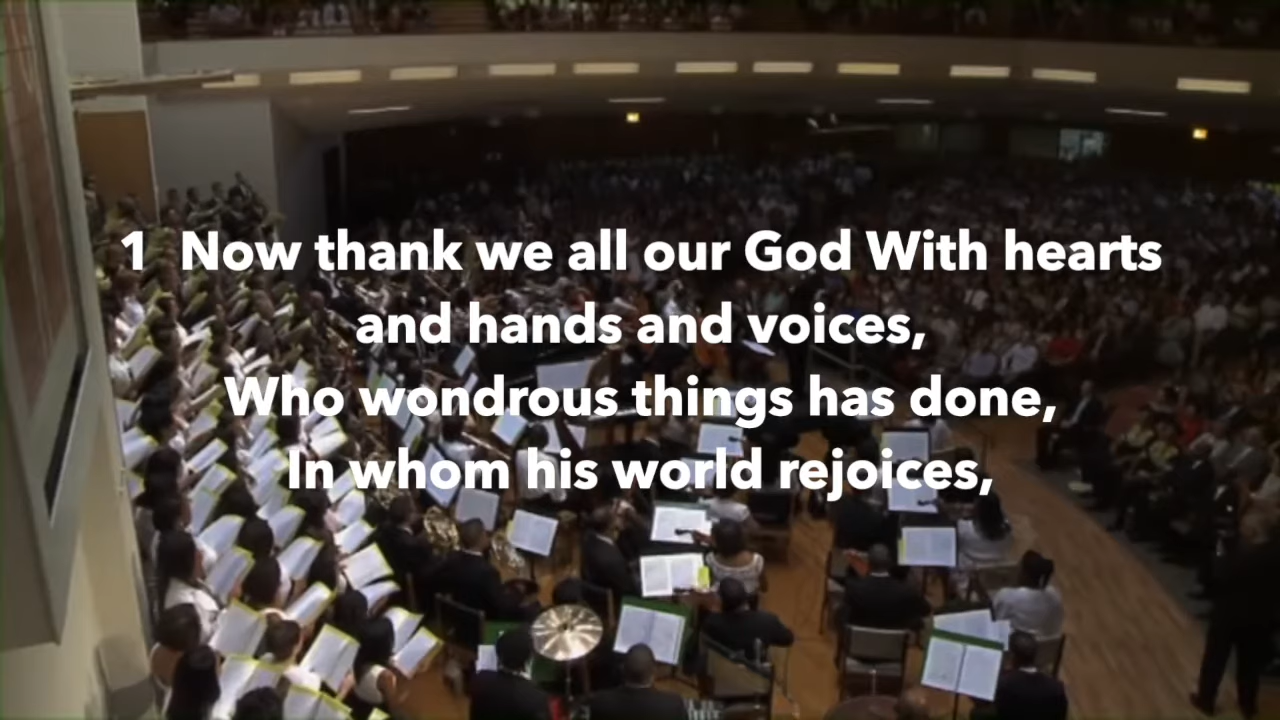 1 Now thank we all our God With hearts
and hands and voices,
Who wondrous things has done,
In whom his world rejoices,